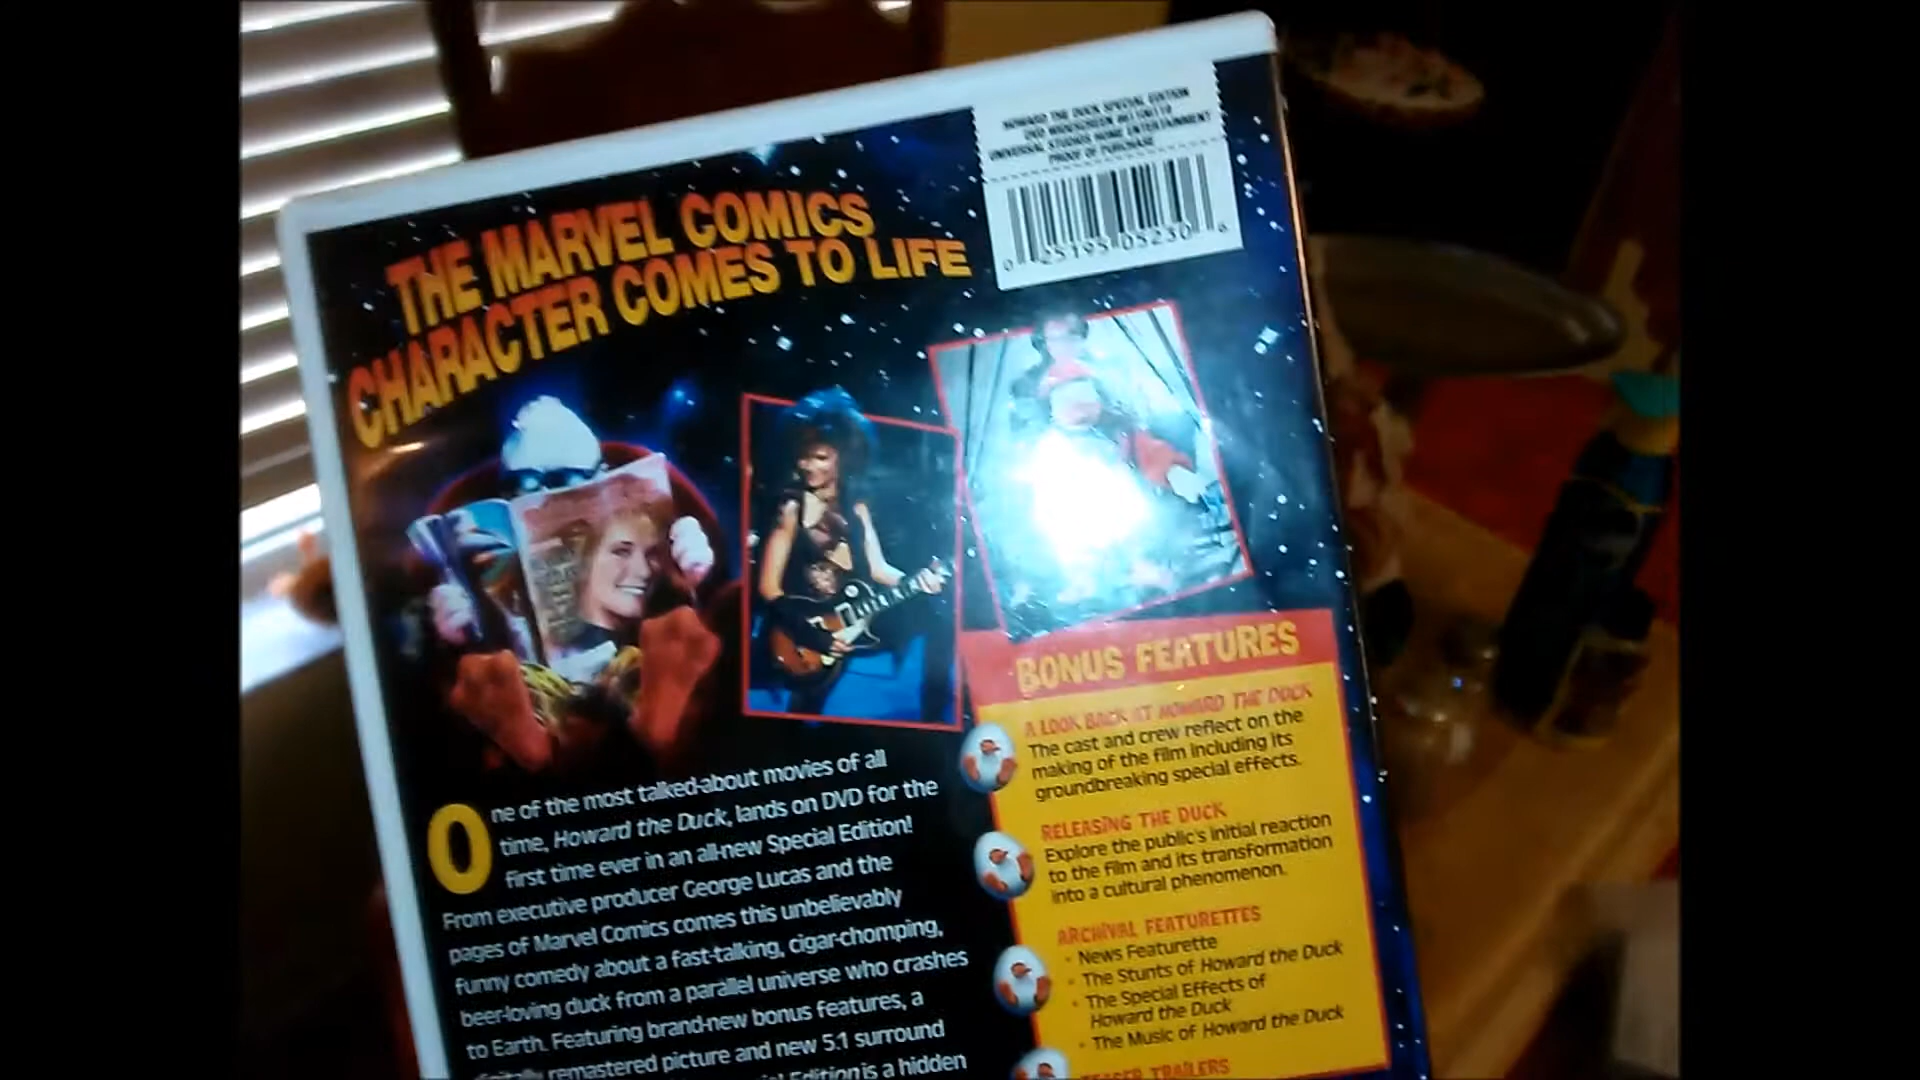 HOWARD THE DUCK SPECIAL EDITION
DVD WIDESCREEN
UNIVERSAL STUDIOS HOME ENTERTAINMENT
PROOF OF PURCHASE
0 25195 05230 6
THE MARVEL COMICS
CHARACTER COMES TO LIFE
One of the most talked-about movies of all
time, Howard the Duck, lands on DVD for the
first time ever in an all-new Special Edition!
From executive producer George Lucas and the
pages of Marvel Comics comes this unbelievably
funny comedy about a fast-talking, cigar-chomping,
beer-loving duck from a parallel universe who crashes
to Earth. Featuring brand-new bonus features, a
digitally remastered picture and new 5.1 surround
Edition is a hidden
BONUS FEATURES
A LOOK BACK AT HOWARD THE DUCK
The cast and crew reflect on the
making of the film including its
groundbreaking special effects.
RELEASING THE DUCK
Explore the public's initial reaction
to the film and its transformation
into a cultural phenomenon.
ARCHIVAL FEATURETTES
• News Featurette
• The Stunts of Howard the Duck
• The Special Effects of
Howard the Duck
• The Music of Howard the Duck
TEASER TRAILERS